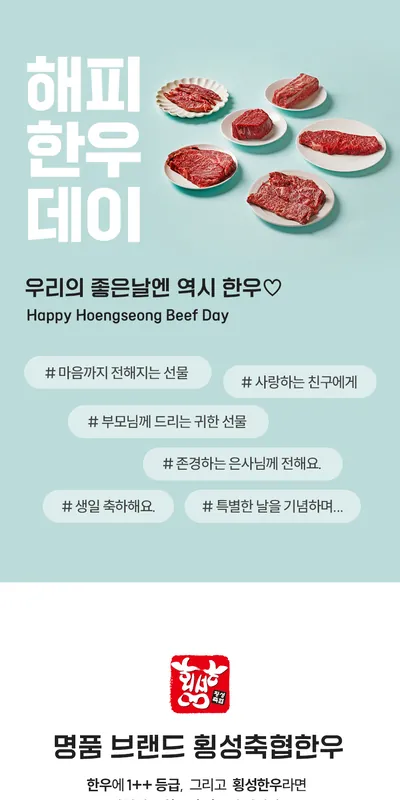 해피
한우
데이
우리의 좋은날엔 역시 한우♡
Happy Hoengseong Beef Day
# 마음까지 전해지는 선물
# 사랑하는 친구에게
# 부모님께 드리는 귀한 선물
# 존경하는 은사님께 전해요.
# 생일 축하해요.
# 특별한 날을 기념하며...
횡성
축협
명품 브랜드 횡성축협한우
한우에 1++ 등급, 그리고 횡성한우라면